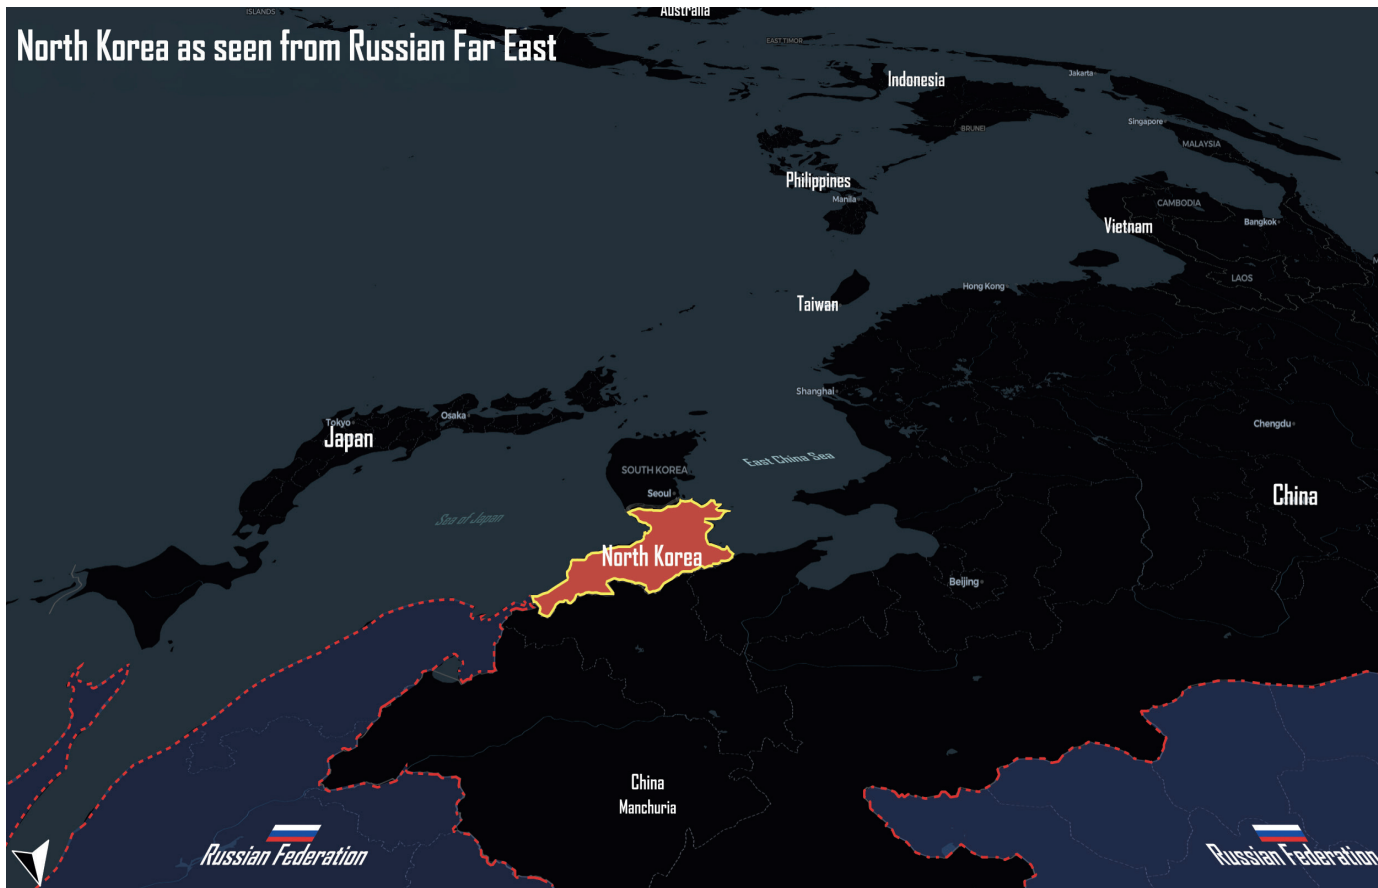 ISLANDS
Australia
North Korea as seen from Russian Far East
EAST TIMOR
Indonesia
Jakarta
BRUNEI
Singapore
MALAYSIA
Philippines
Manila
CAMBODIA
Vietnam
Bangkok
LAOS
Hong Kong
Taiwan
Shanghai
Tokyo
Osaka
Japan
Chengdu
East China Sea
SOUTH KOREA
Seoul
China
Sea of Japan
North Korea
Beijing
China
Manchuria
Russian Federation
Russian Federation